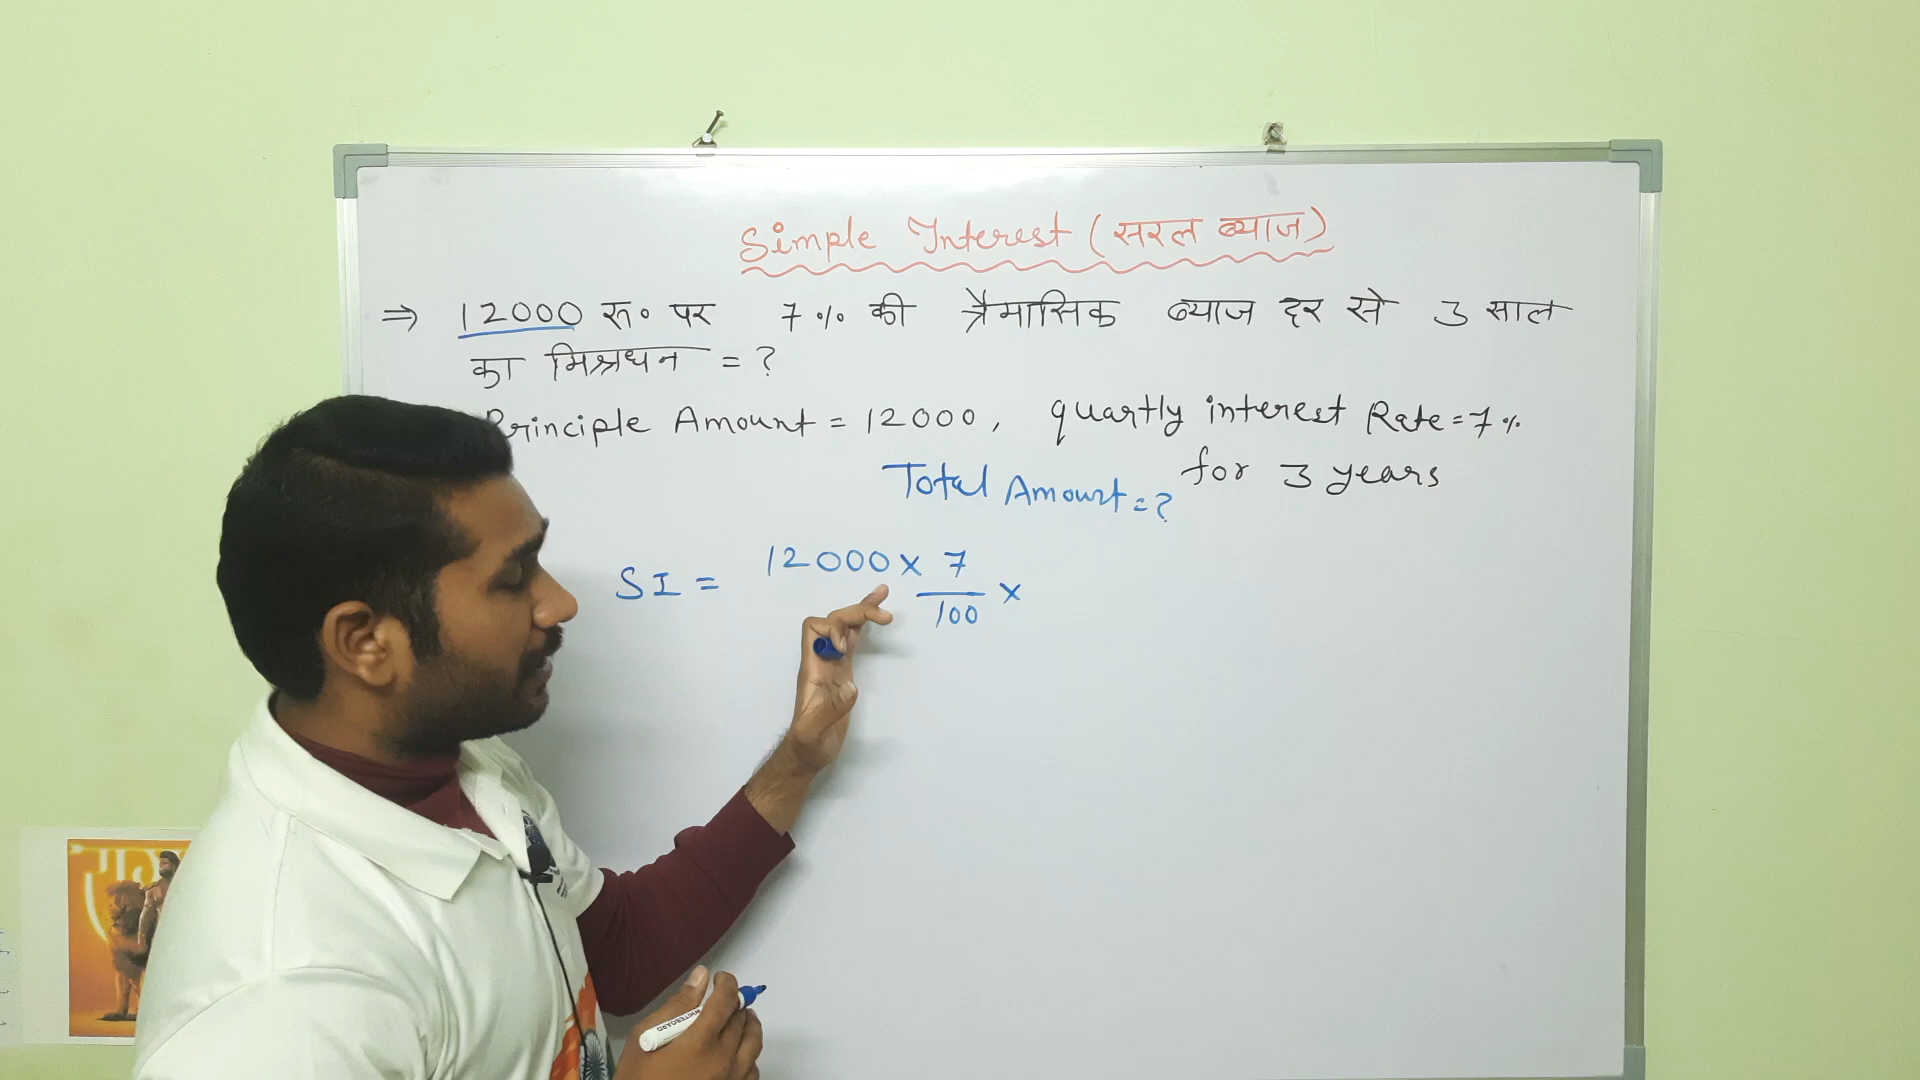 Simple Interest (सरल ब्याज)
⇒ 12000 रु० पर 7% की त्रैमासिक ब्याज दर से 3 साल
का मिश्रधन = ?
Principle Amount = 12000, quartly interest Rate = 7%
for 3 years
Total Amount = ?
SI = 12000 × 7/100 ×
WHITEBOARD